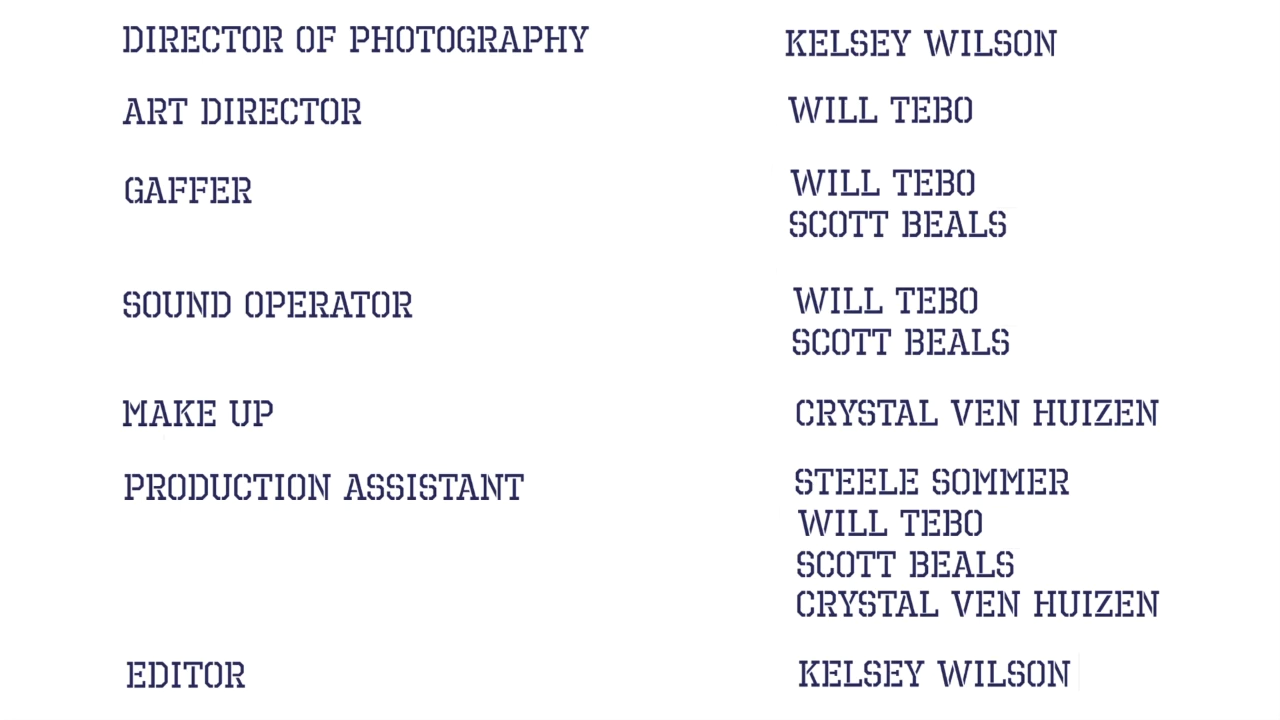 DIRECTOR OF PHOTOGRAPHY KELSEY WILSON
ART DIRECTOR WILL TEBO
GAFFER WILL TEBO
SCOTT BEALS
SOUND OPERATOR WILL TEBO
SCOTT BEALS
MAKE UP CRYSTAL VEN HUIZEN
PRODUCTION ASSISTANT STEELE SOMMER
WILL TEBO
SCOTT BEALS
CRYSTAL VEN HUIZEN
EDITOR KELSEY WILSON